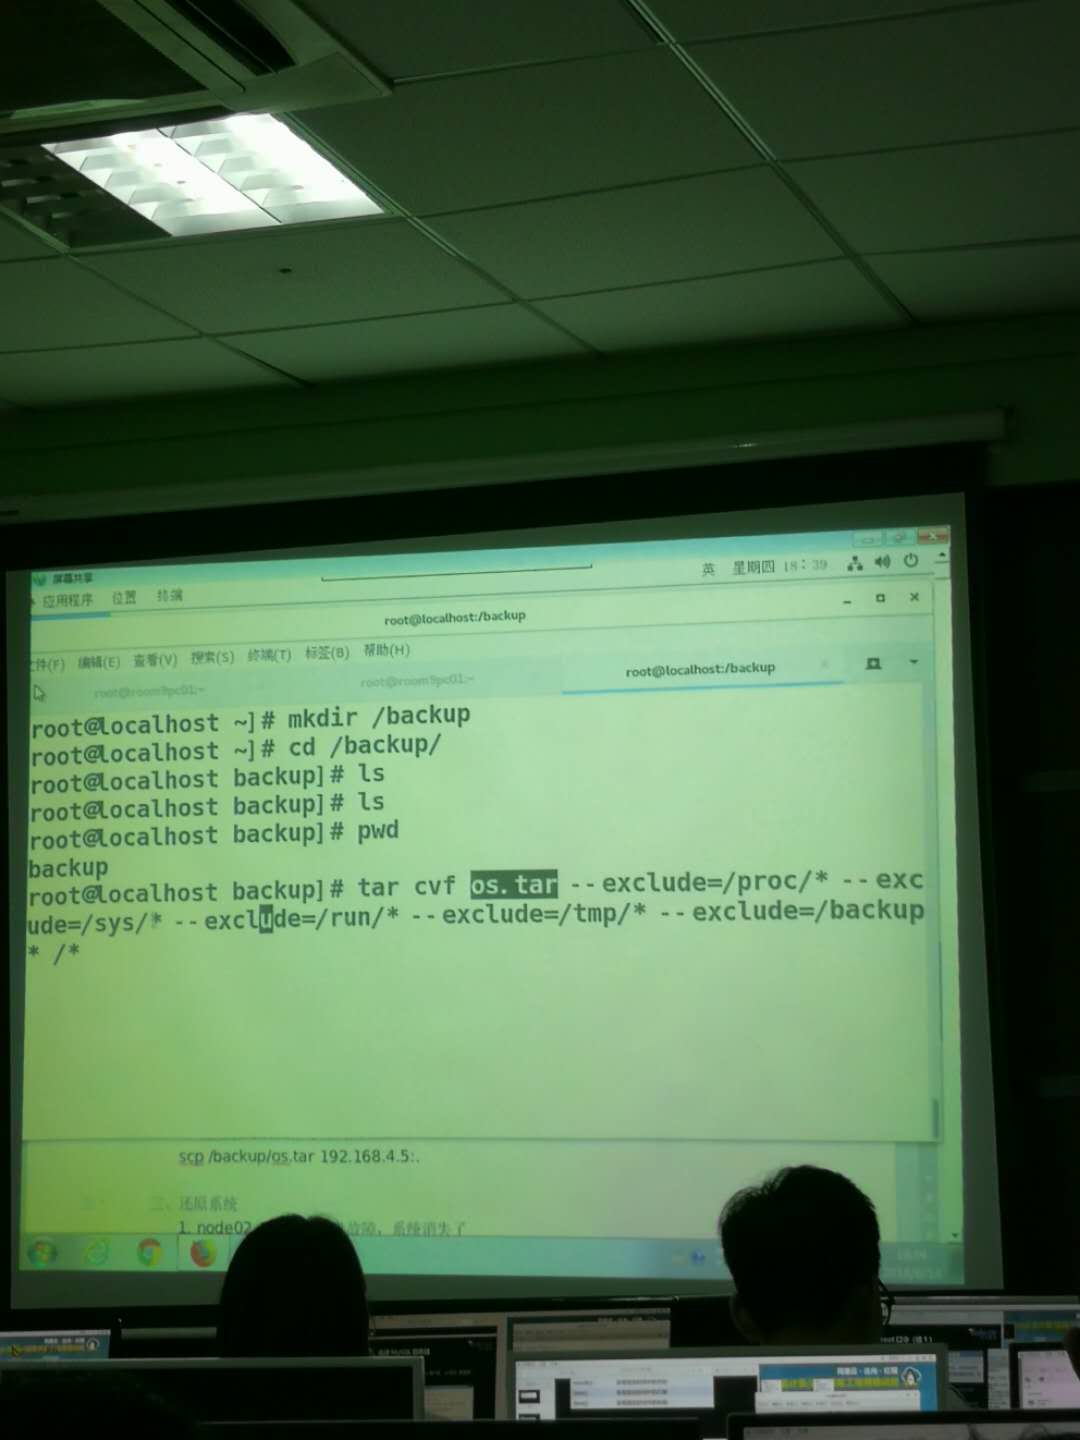 屏幕共享
应用程序 位置 终端 英 星期四 18:39
root@localhost:/backup
文件(F) 编辑(E) 查看(V) 搜索(S) 终端(T) 标签(B) 帮助(H)
root@room9pc01:~ root@room9pc01:~ root@localhost:/backup
root@localhost ~]# mkdir /backup
root@localhost ~]# cd /backup/
root@localhost backup]# ls
root@localhost backup]# ls
root@localhost backup]# pwd
backup
root@localhost backup]# tar cvf os.tar --exclude=/proc/* --exc
ude=/sys/* --exclude=/run/* --exclude=/tmp/* --exclude=/backup
* /*
scp /backup/os.tar 192.168.4.5:.
三、还原系统
1. node02 故障，系统消失了